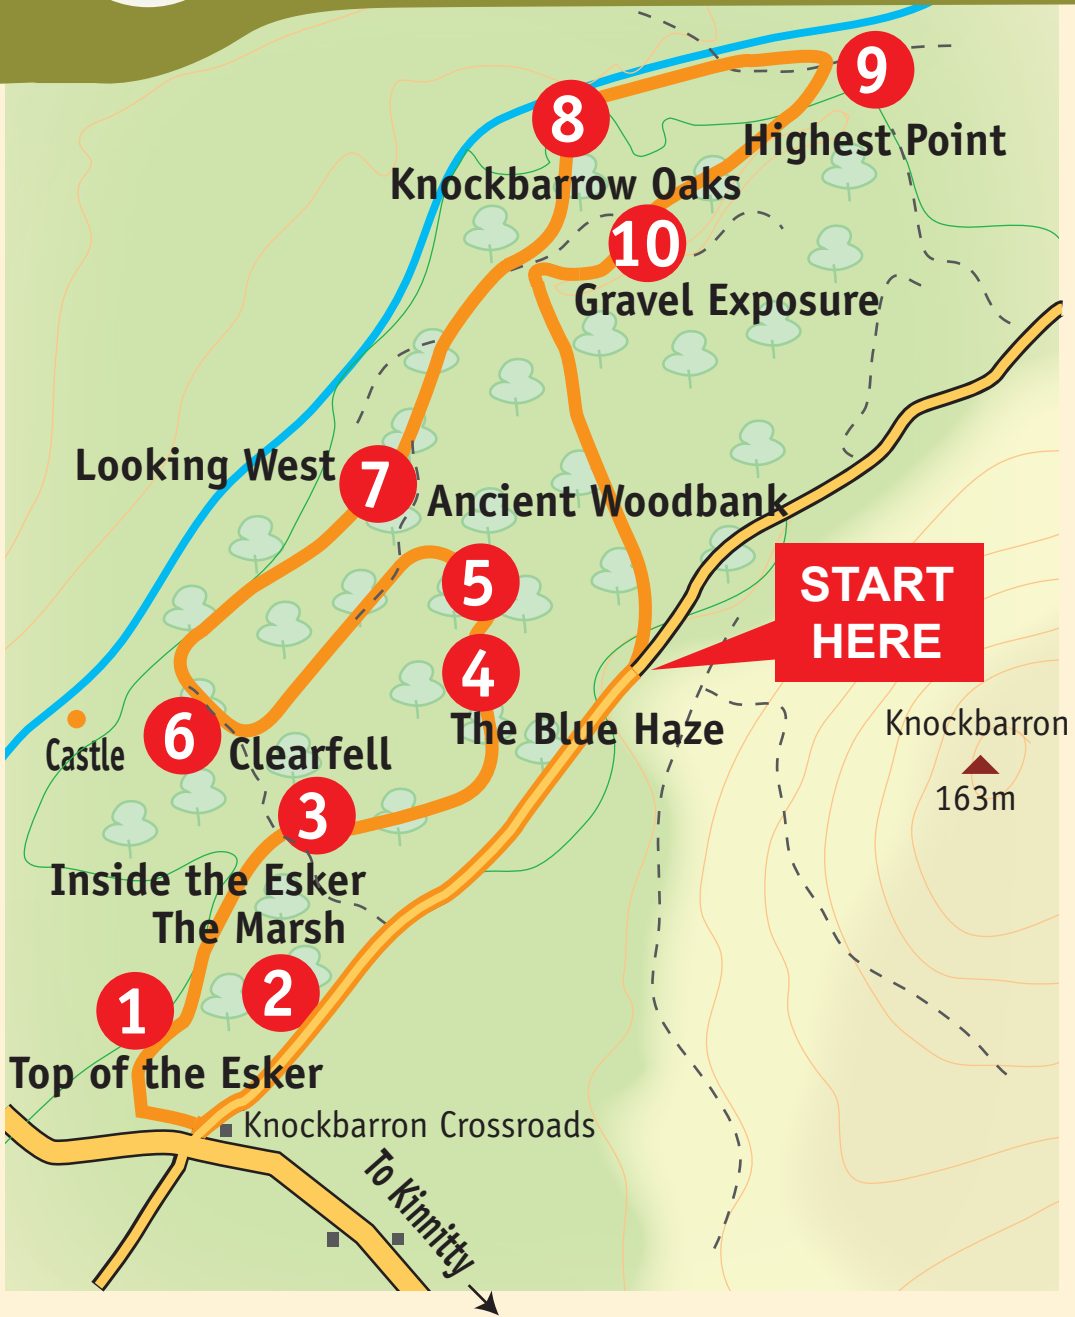 9
8
Highest Point
Knockbarrow Oaks
10
Gravel Exposure
Looking West
7
Ancient Woodbank
5
START
HERE
4
The Blue Haze
Knockbarron
163m
Castle
6
Clearfell
3
Inside the Esker
The Marsh
2
1
Top of the Esker
Knockbarron Crossroads
To Kinnitty